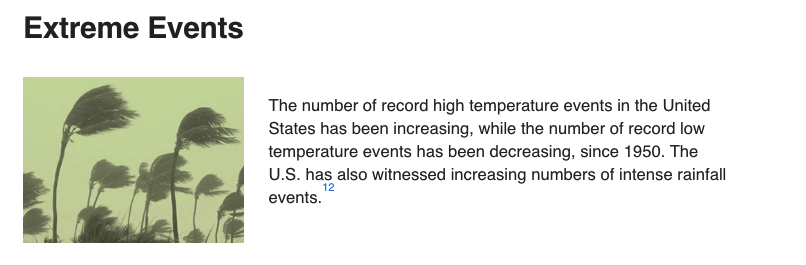 Extreme Events
The number of record high temperature events in the United
States has been increasing, while the number of record low
temperature events has been decreasing, since 1950. The
U.S. has also witnessed increasing numbers of intense rainfall
events.12